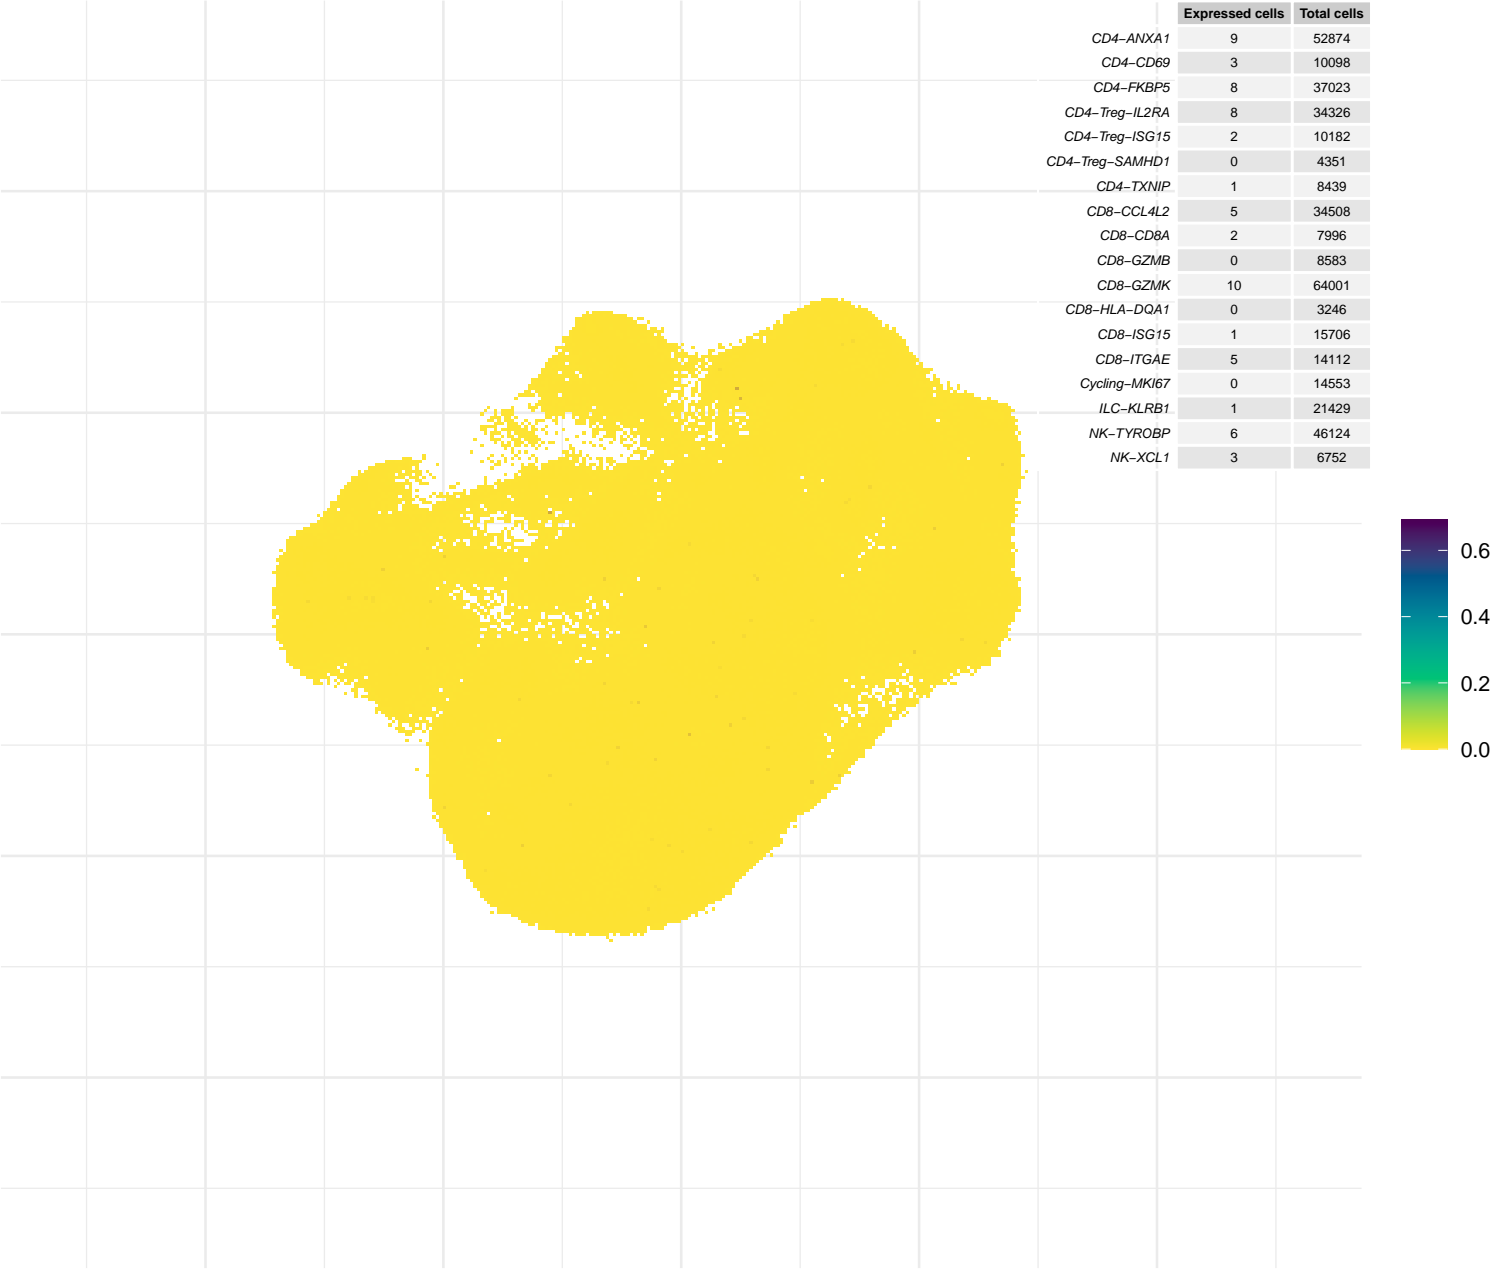 Expressed cells Total cells
CD4−ANXA1 9 52874
CD4−CD69 3 10098
CD4−FKBP5 8 37023
CD4−Treg−IL2RA 8 34326
CD4−Treg−ISG15 2 10182
CD4−Treg−SAMHD1 0 4351
CD4−TXNIP 1 8439
CD8−CCL4L2 5 34508
CD8−CD8A 2 7996
CD8−GZMB 0 8583
CD8−GZMK 10 64001
CD8−HLA−DQA1 0 3246
CD8−ISG15 1 15706
CD8−ITGAE 5 14112
Cycling−MKI67 0 14553
ILC−KLRB1 1 21429
NK−TYROBP 6 46124
NK−XCL1 3 6752
0.6
0.4
0.2
0.0